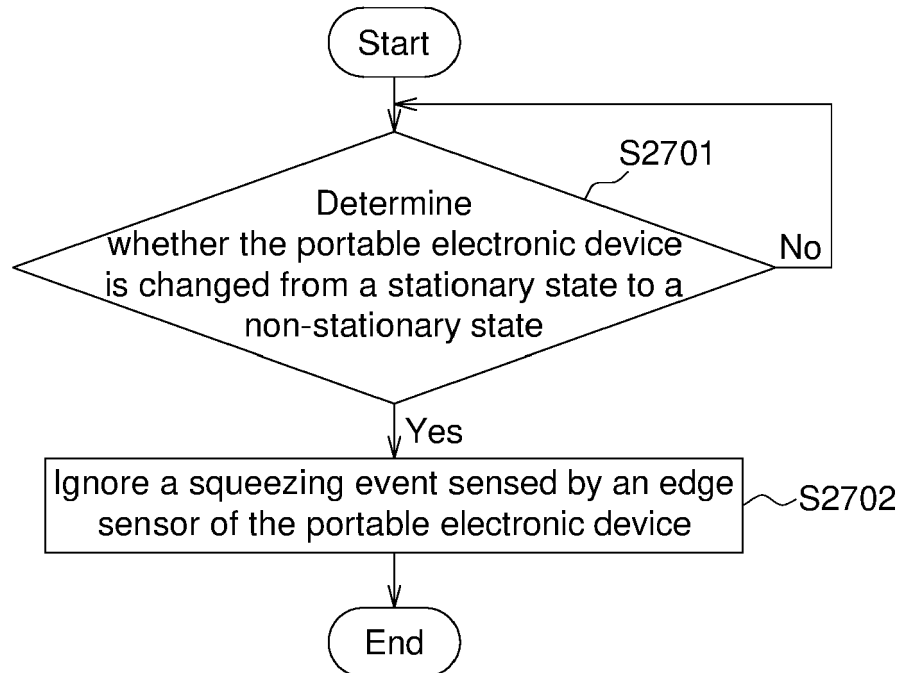 Start
S2701
Determine
whether the portable electronic device
is changed from a stationary state to a
non-stationary state
No
Yes
Ignore a squeezing event sensed by an edge
sensor of the portable electronic device
S2702
End